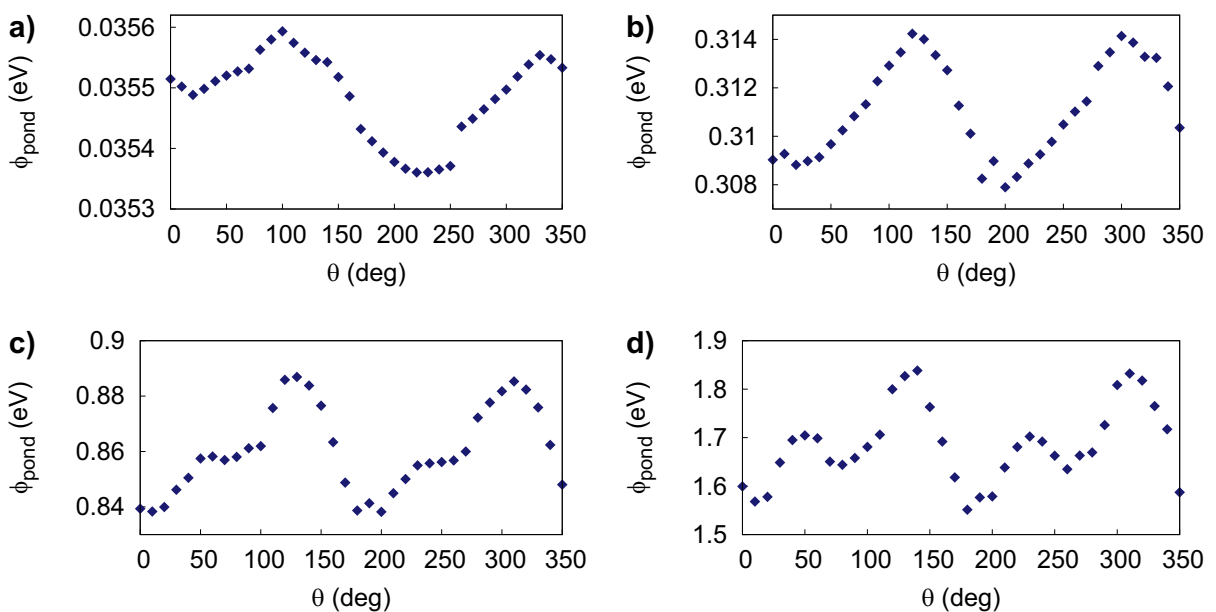 a)
ϕpond (eV)
0.0356
0.0355
0.0354
0.0353
0 50 100 150 200 250 300 350
θ (deg)
b)
ϕpond (eV)
0.314
0.312
0.31
0.308
0 50 100 150 200 250 300 350
θ (deg)
c)
ϕpond (eV)
0.9
0.88
0.86
0.84
0 50 100 150 200 250 300 350
θ (deg)
d)
ϕpond (eV)
1.9
1.8
1.7
1.6
1.5
0 50 100 150 200 250 300 350
θ (deg)